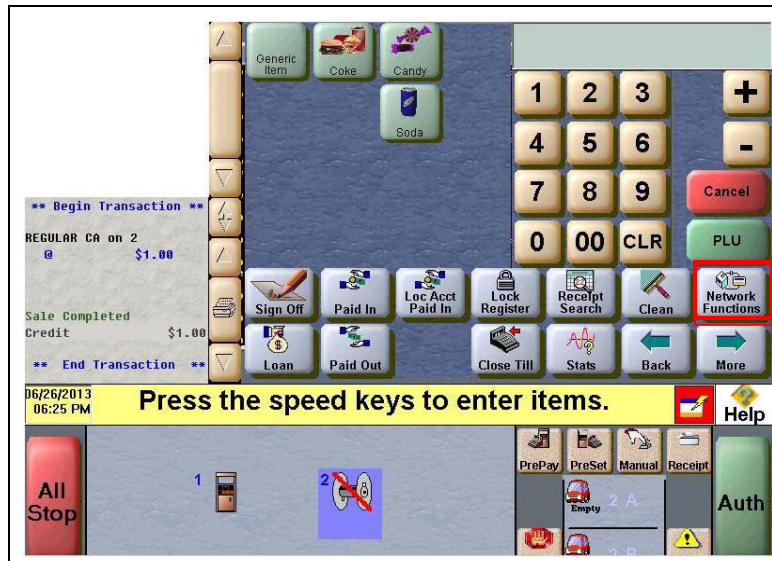 Generic
Item
Coke
Candy
Soda
1 2 3 +
4 5 6 -
7 8 9 Cancel
0 00 CLR PLU
** Begin Transaction **
REGULAR CA on 2
@ $1.00
Sale Completed
Credit $1.00
** End Transaction **
Sign Off
Paid In
Loc Acct
Paid In
Lock
Register
Receipt
Search
Clean
Network
Functions
Loan
Paid Out
Close Till
Stats
Back
More
06/26/2013
06:25 PM
Press the speed keys to enter items.
Help
All
Stop
1
2
PrePay
PreSet
Manual
Receipt
Empty
2 A
2 B
Auth